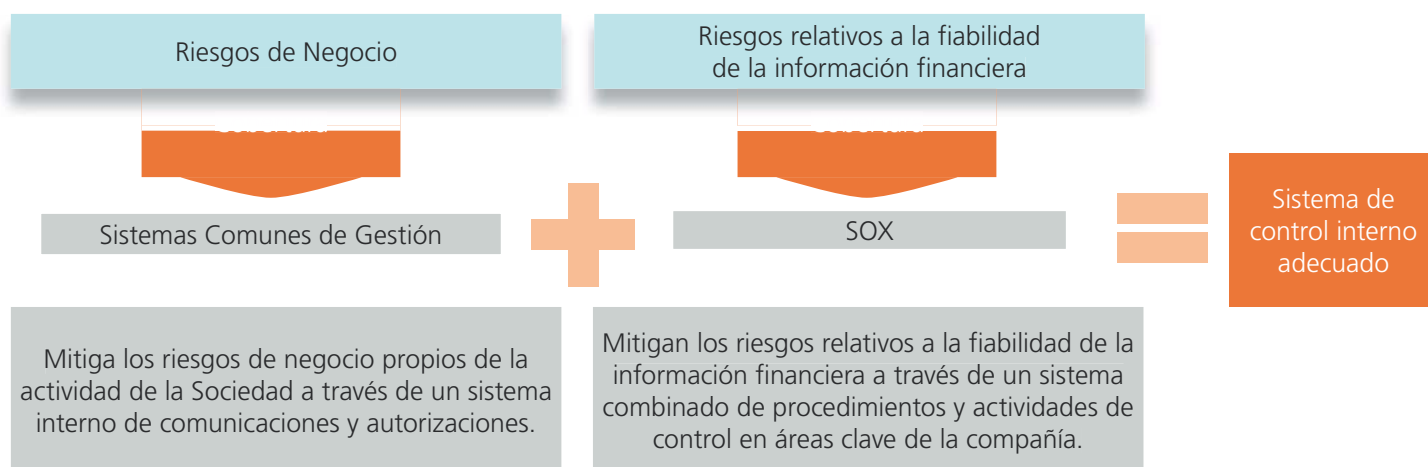 Riesgos de Negocio
Riesgos relativos a la fiabilidad
de la información financiera
Sistemas Comunes de Gestión
SOX
Sistema de
control interno
adecuado
Mitiga los riesgos de negocio propios de la
actividad de la Sociedad a través de un sistema
interno de comunicaciones y autorizaciones.
Mitigan los riesgos relativos a la fiabilidad de la
información financiera a través de un sistema
combinado de procedimientos y actividades de
control en áreas clave de la compañía.